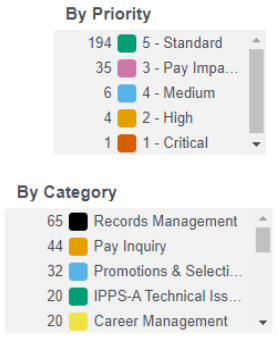 By Priority
194 5 - Standard
35 3 - Pay Impa...
6 4 - Medium
4 2 - High
1 1 - Critical
By Category
65 Records Management
44 Pay Inquiry
32 Promotions & Selecti...
20 IPPS-A Technical Iss...
20 Career Management